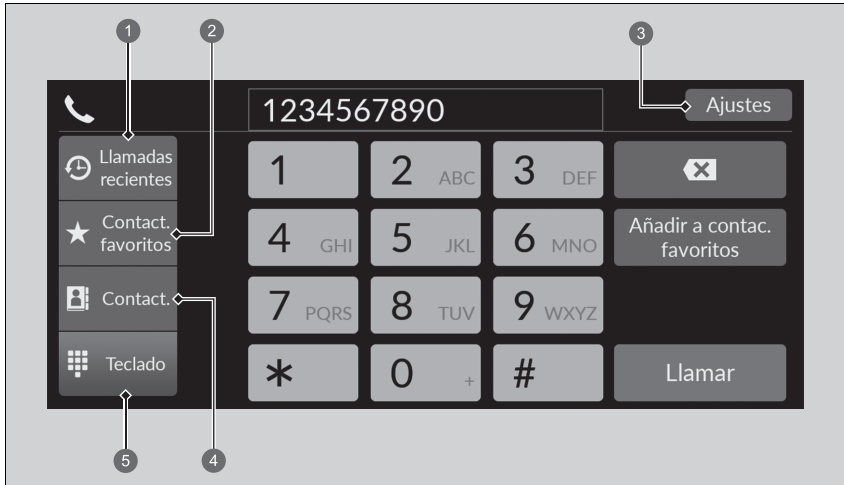 1
2
3
1234567890
Ajustes
Llamadas
recientes
1
2 ABC
3 DEF
Contact.
favoritos
4 GHI
5 JKL
6 MNO
Añadir a contac.
favoritos
Contact.
7 PQRS
8 TUV
9 WXYZ
Teclado
*
0 +
#
Llamar
5
4